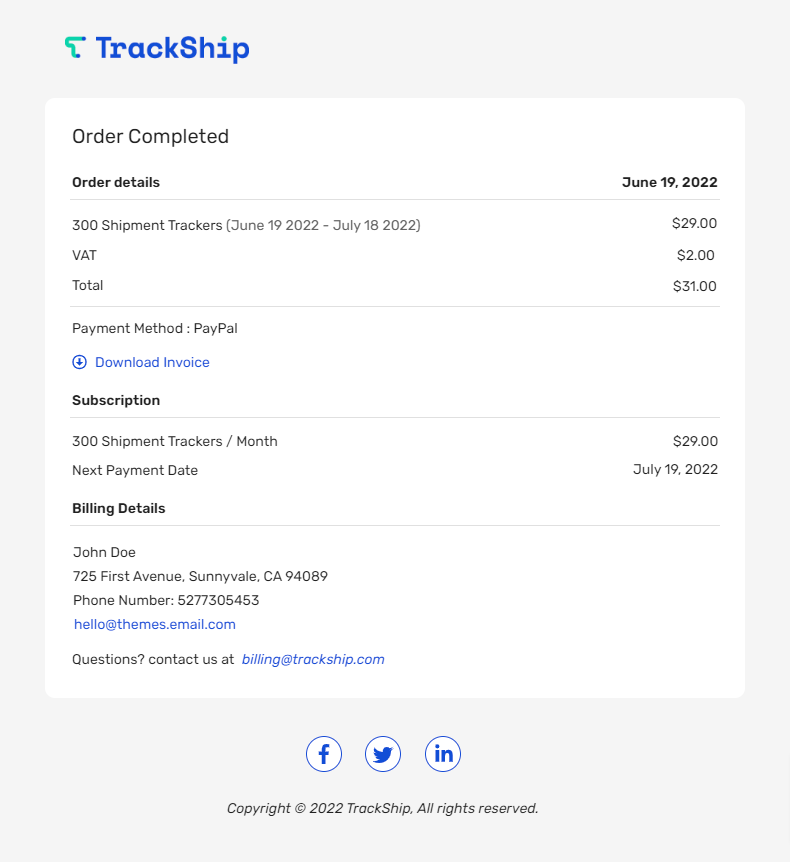 TrackShip
Order Completed
Order details June 19, 2022
300 Shipment Trackers (June 19 2022 - July 18 2022) $29.00
VAT $2.00
Total $31.00
Payment Method : PayPal
Download Invoice
Subscription
300 Shipment Trackers / Month $29.00
Next Payment Date July 19, 2022
Billing Details
John Doe
725 First Avenue, Sunnyvale, CA 94089
Phone Number: 5277305453
hello@themes.email.com
Questions? contact us at billing@trackship.com
Copyright © 2022 TrackShip, All rights reserved.